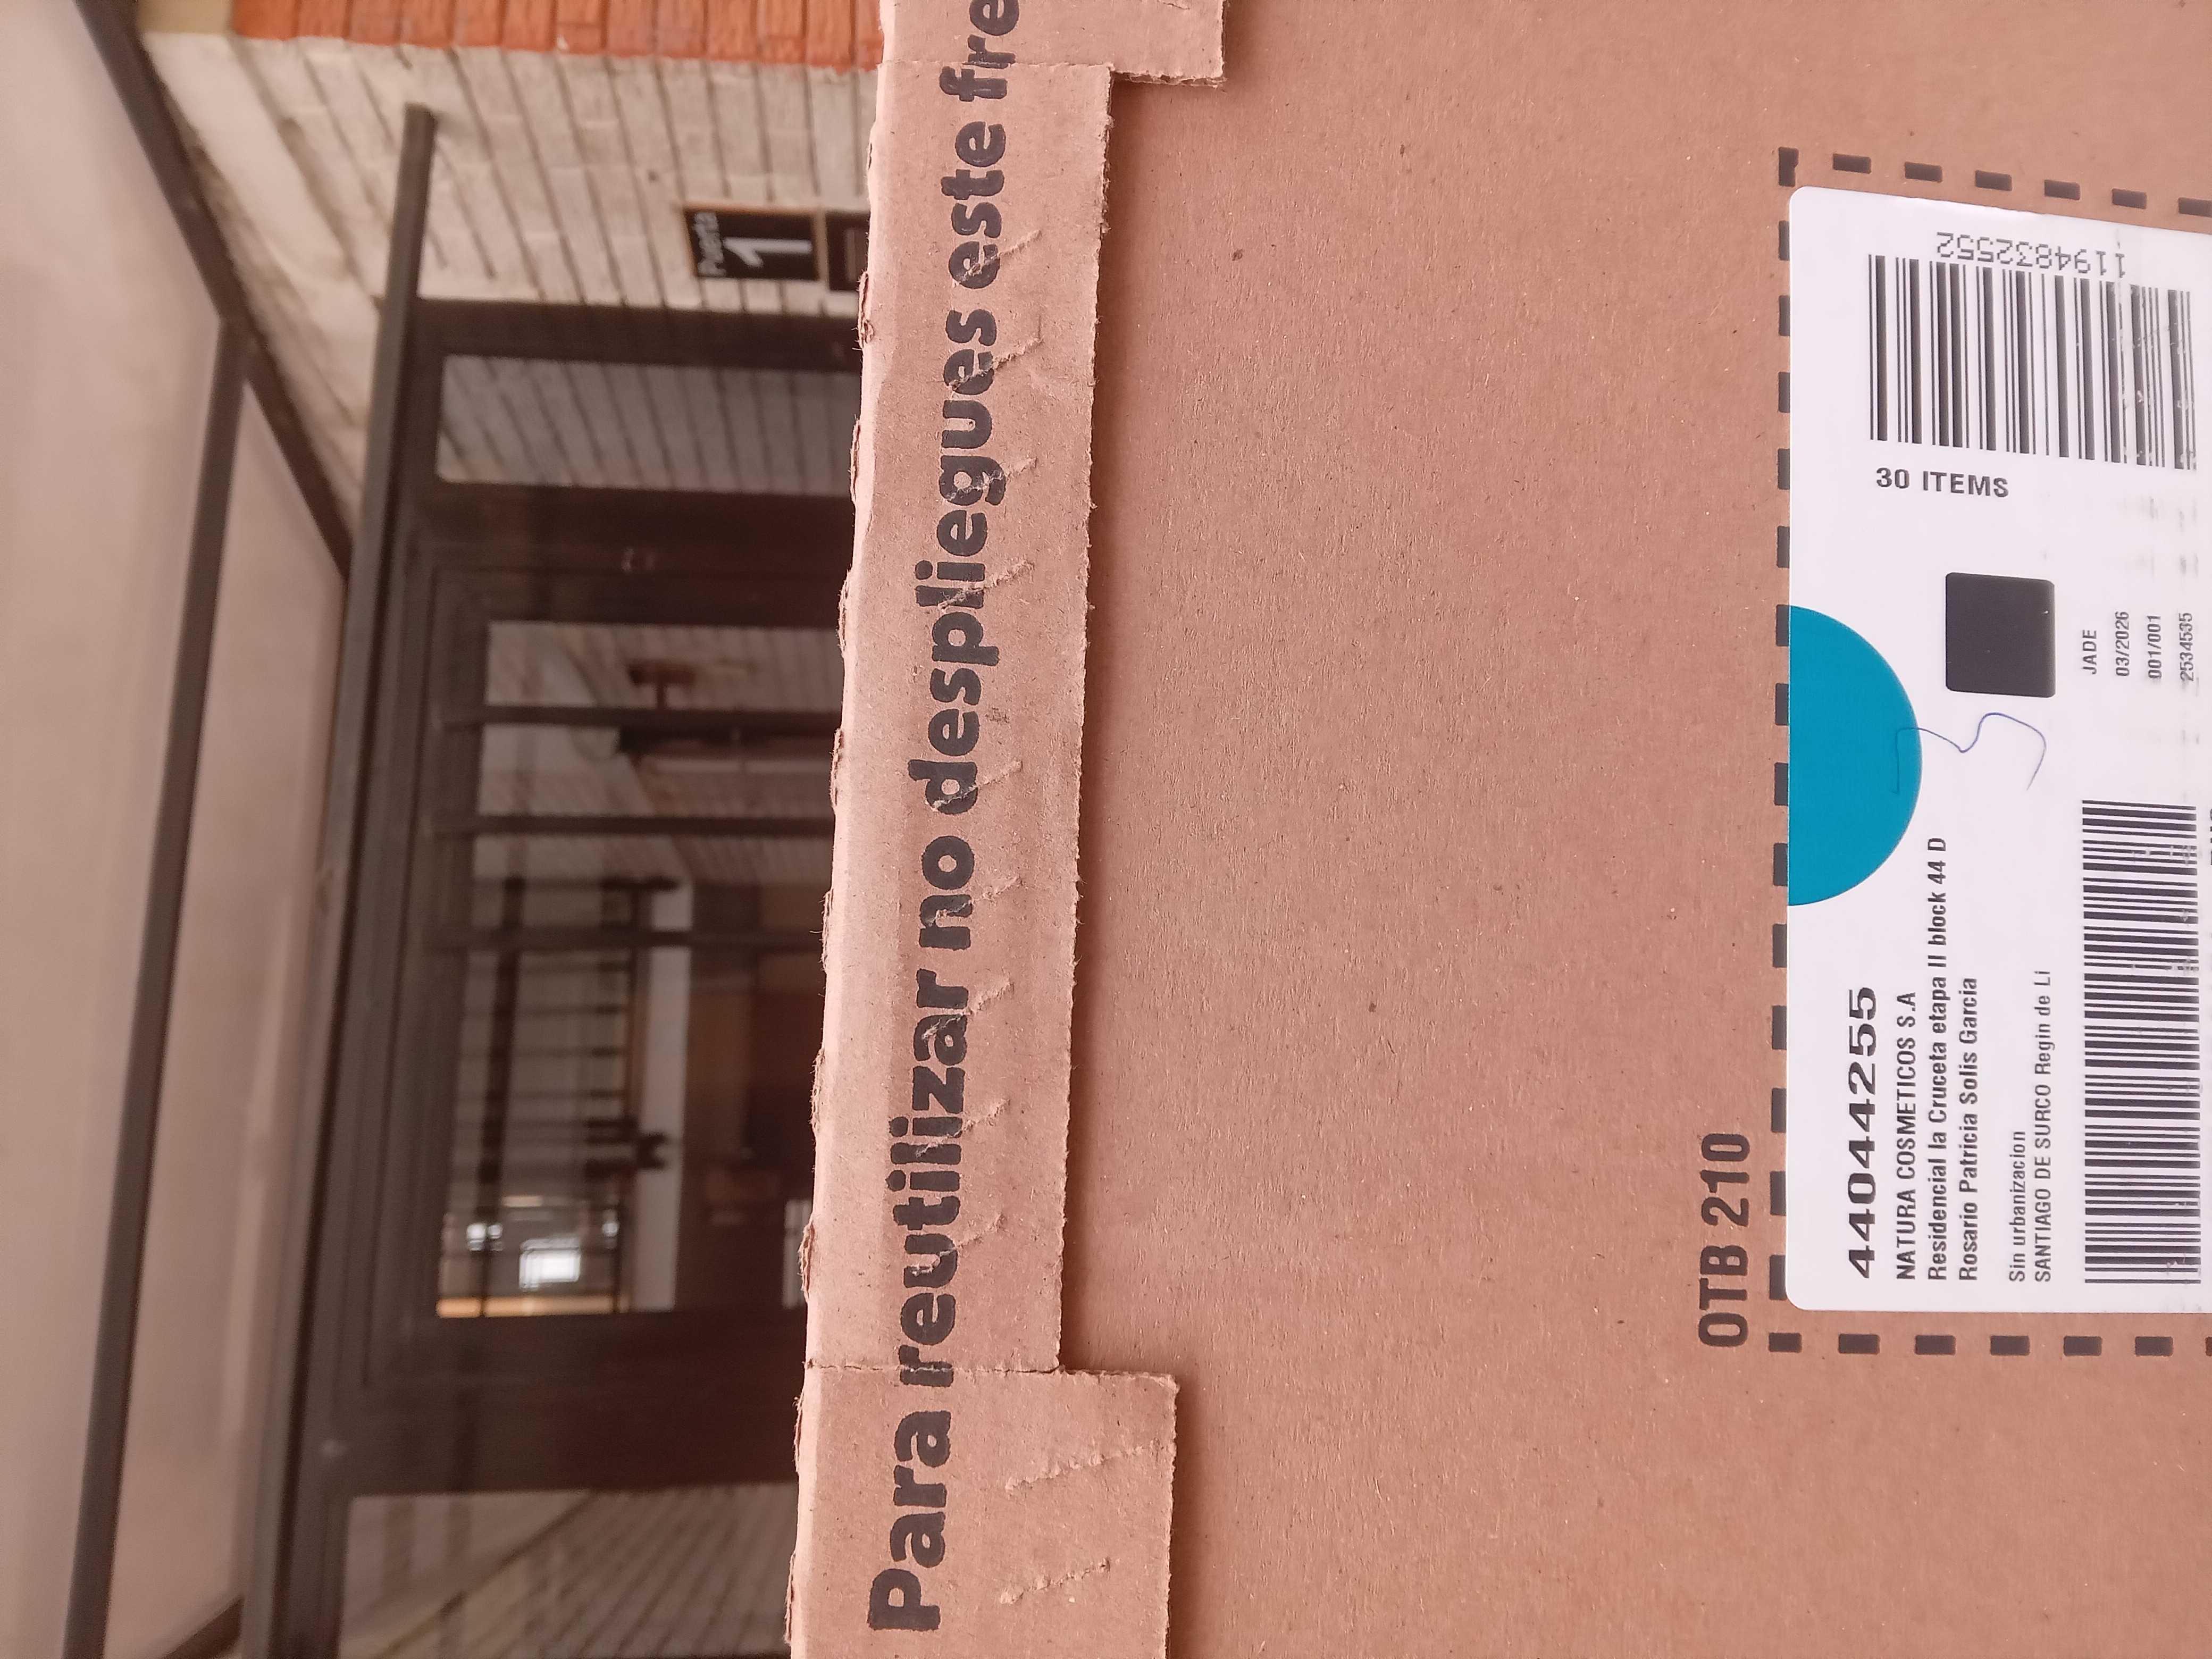 Puerta
1
Para reutilizar no despliegues este fre
OTB 210
44044255
NATURA COSMETICOS S.A
Residencial la Cruceta etapa II block 44 D
Rosario Patricia Solis Garcia
Sin urbanizacion
SANTIAGO DE SURCO Regin de Li
JADE
03/2026
001/001
2534535
30 ITEMS
1194832552